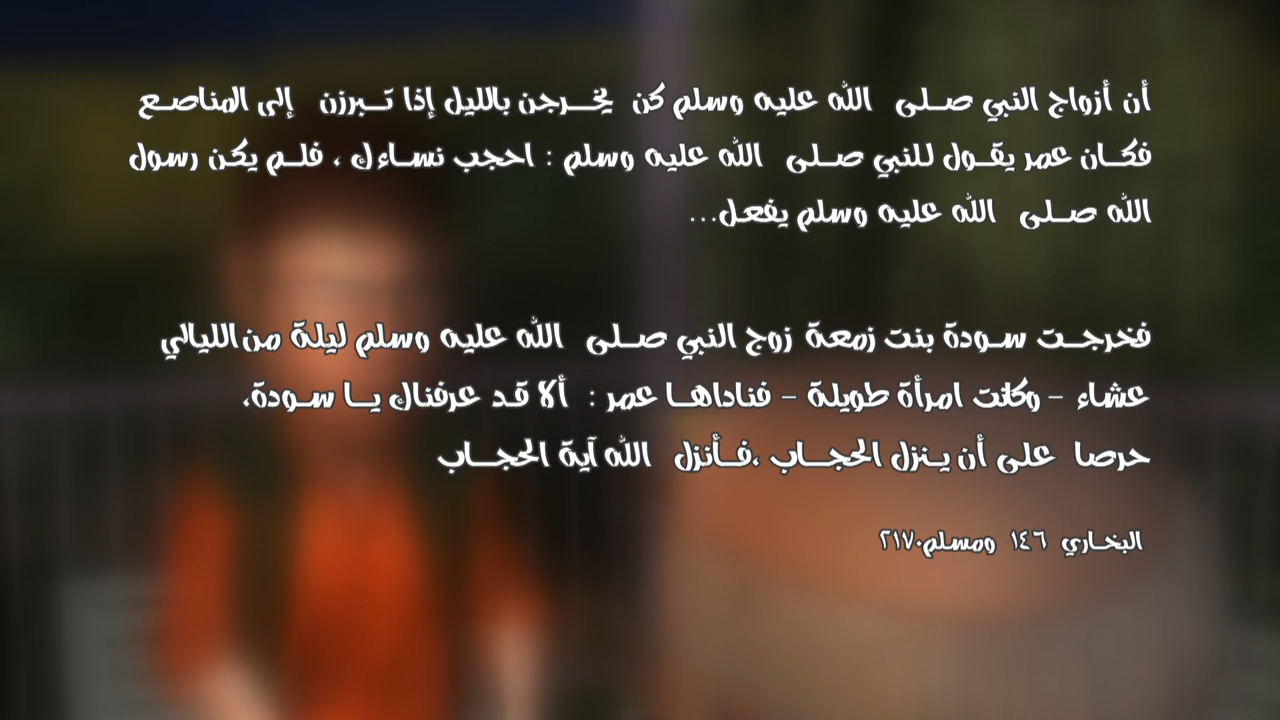 أن أزواج النبي صلى الله عليه وسلم كن يخرجن بالليل إذا تبرزن إلى المناصع
فكان عمر يقول للنبي صلى الله عليه وسلم : احجب نساءك ، فلم يكن رسول
الله صلى الله عليه وسلم يفعل...
فخرجت سودة بنت زمعة زوج النبي صلى الله عليه وسلم ليلة من الليالي
عشاء – وكانت امرأة طويلة – فناداها عمر : ألا قد عرفناك يا سودة،
حرصا على أن ينزل الحجاب ،فأنزل الله آية الحجاب
البخاري ١٤٦ ومسلم٢١٧٠